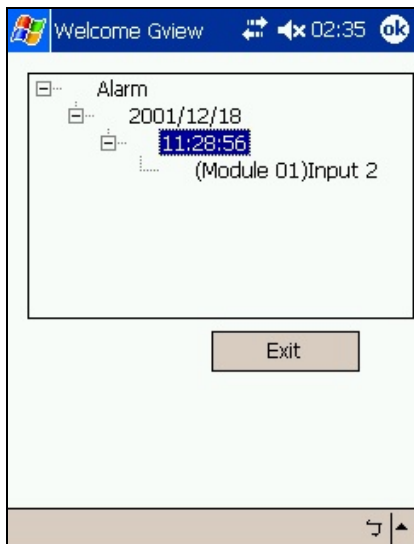 Welcome Gview 02:35 ok
Alarm
2001/12/18
11:28:56
(Module 01)Input 2
Exit
ㄅ